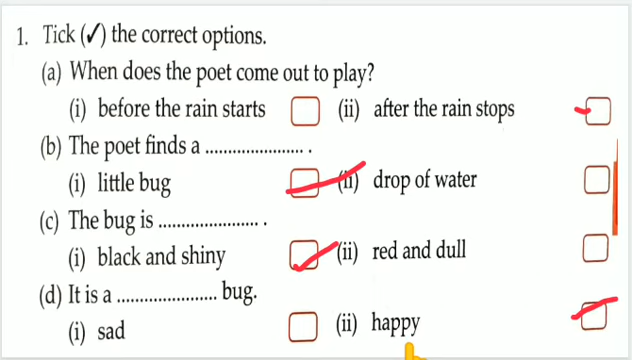 1. Tick (✓) the correct options.
(a) When does the poet come out to play?
(i) before the rain starts (ii) after the rain stops
(b) The poet finds a ...................... .
(i) little bug (ii) drop of water
(c) The bug is ...................... .
(i) black and shiny (ii) red and dull
(d) It is a ...................... bug.
(i) sad (ii) happy